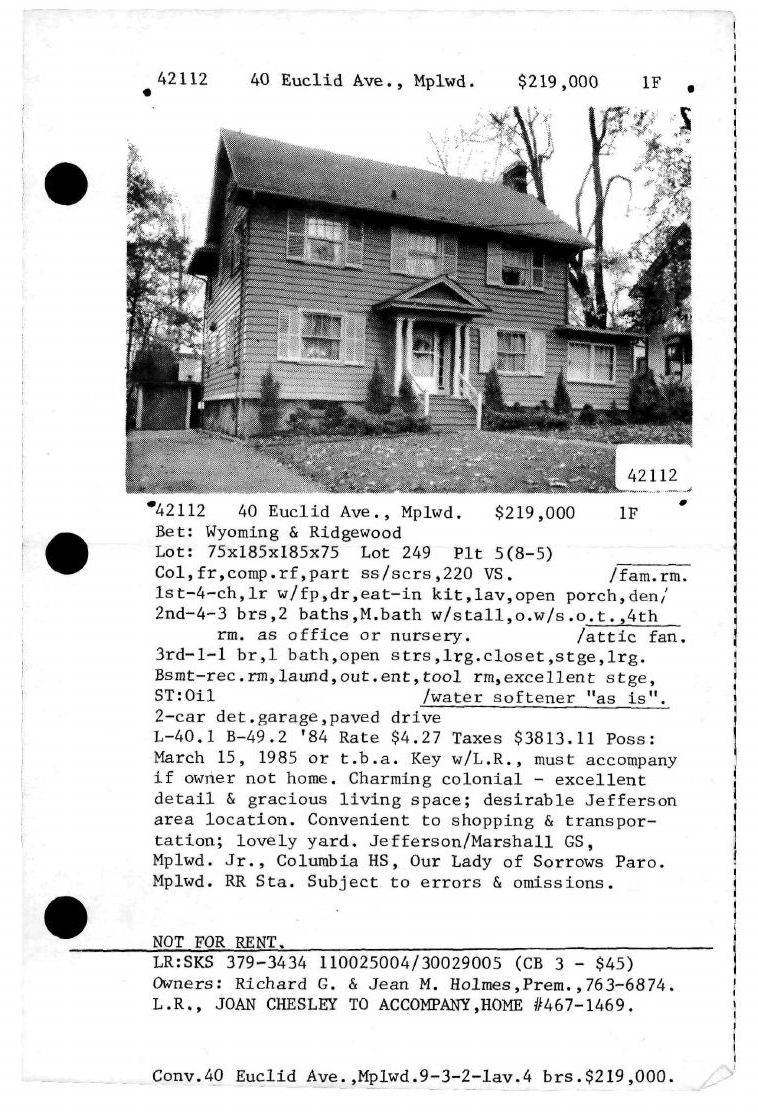 42112 40 Euclid Ave., Mplwd. $219,000 1F
42112
42112 40 Euclid Ave., Mplwd. $219,000 1F
Bet: Wyoming & Ridgewood
Lot: 75x185x185x75 Lot 249 Plt 5(8-5)
Col,fr,comp.rf,part ss/scrs,220 VS. /fam.rm.
1st-4-ch,lr w/fp,dr,eat-in kit,lav,open porch,den/
2nd-4-3 brs,2 baths,M.bath w/stall,o.w/s.o.t.,4th
rm. as office or nursery. /attic fan.
3rd-1-1 br,1 bath,open strs,lrg.closet,stge,lrg.
Bsmt-rec.rm,laund,out.ent,tool rm,excellent stge,
ST:Oil /water softener "as is".
2-car det.garage,paved drive
L-40.1 B-49.2 '84 Rate $4.27 Taxes $3813.11 Poss:
March 15, 1985 or t.b.a. Key w/L.R., must accompany
if owner not home. Charming colonial - excellent
detail & gracious living space; desirable Jefferson
area location. Convenient to shopping & transpor-
tation; lovely yard. Jefferson/Marshall GS,
Mplwd. Jr., Columbia HS, Our Lady of Sorrows Paro.
Mplwd. RR Sta. Subject to errors & omissions.
NOT FOR RENT.
LR:SKS 379-3434 110025004/30029005 (CB 3 - $45)
Owners: Richard G. & Jean M. Holmes,Prem.,763-6874.
L.R., JOAN CHESLEY TO ACCOMPANY,HOME #467-1469.
Conv.40 Euclid Ave.,Mplwd.9-3-2-lav.4 brs.$219,000.